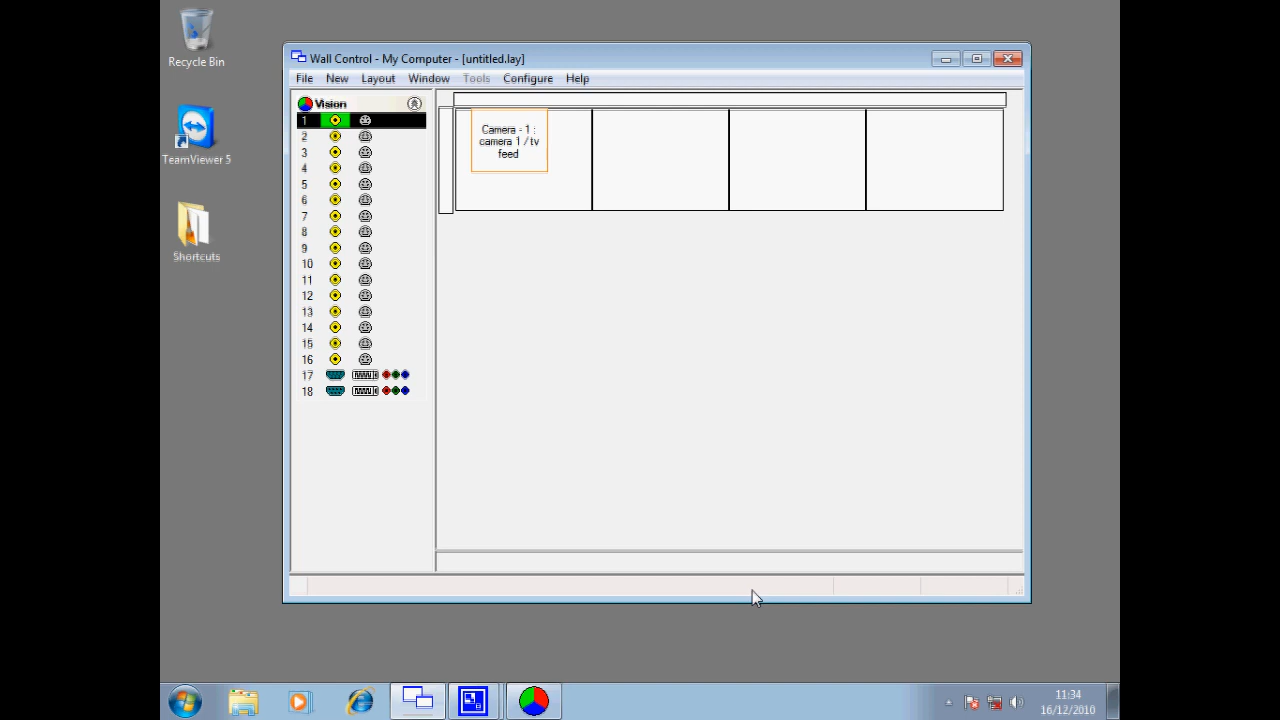 Recycle Bin
TeamViewer 5
Shortcuts
Wall Control - My Computer - [untitled.lay]
File New Layout Window Tools Configure Help
Vision
1
2
3
4
5
6
7
8
9
10
11
12
13
14
15
16
17
18
Camera - 1 :
camera 1 / tv
feed
11:34
16/12/2010